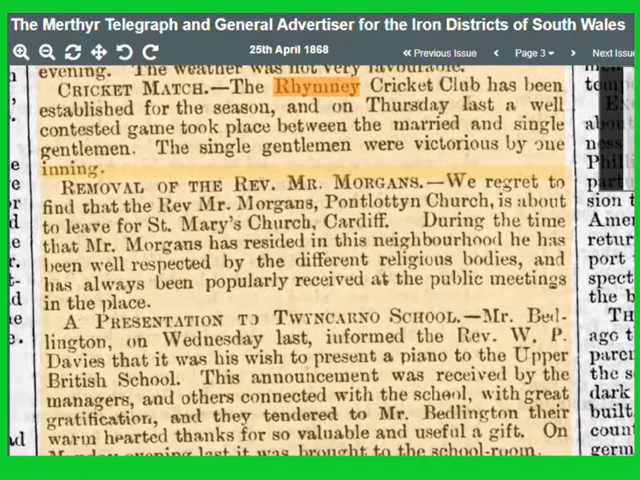 The Merthyr Telegraph and General Advertiser for the Iron Districts of South Wales
25th April 1868
Previous Issue
Page 3
Next Issue
evening. The weather was not very favourable.
CRICKET MATCH.—The Rhymney Cricket Club has been
established for the season, and on Thursday last a well
contested game took place between the married and single
gentlemen. The single gentlemen were victorious by one
inning.
REMOVAL OF THE REV. MR. MORGANS.—We regret to
find that the Rev Mr. Morgans, Pontlottyn Church, is about
to leave for St. Mary's Church, Cardiff. During the time
that Mr. Morgans has resided in this neighbourhood he has
been well respected by the different religious bodies, and
has always been popularly received at the public meetings
in the place.
A PRESENTATION TO TWYNCARNO SCHOOL.—Mr. Bed-
lington, on Wednesday last, informed the Rev. W. P.
Davies that it was his wish to present a piano to the Upper
British School. This announcement was received by the
managers, and others connected with the school, with great
gratification, and they tendered to Mr. Bedlington their
warm hearted thanks for so valuable and useful a gift. On
Monday evening last it was brought to the school-room.